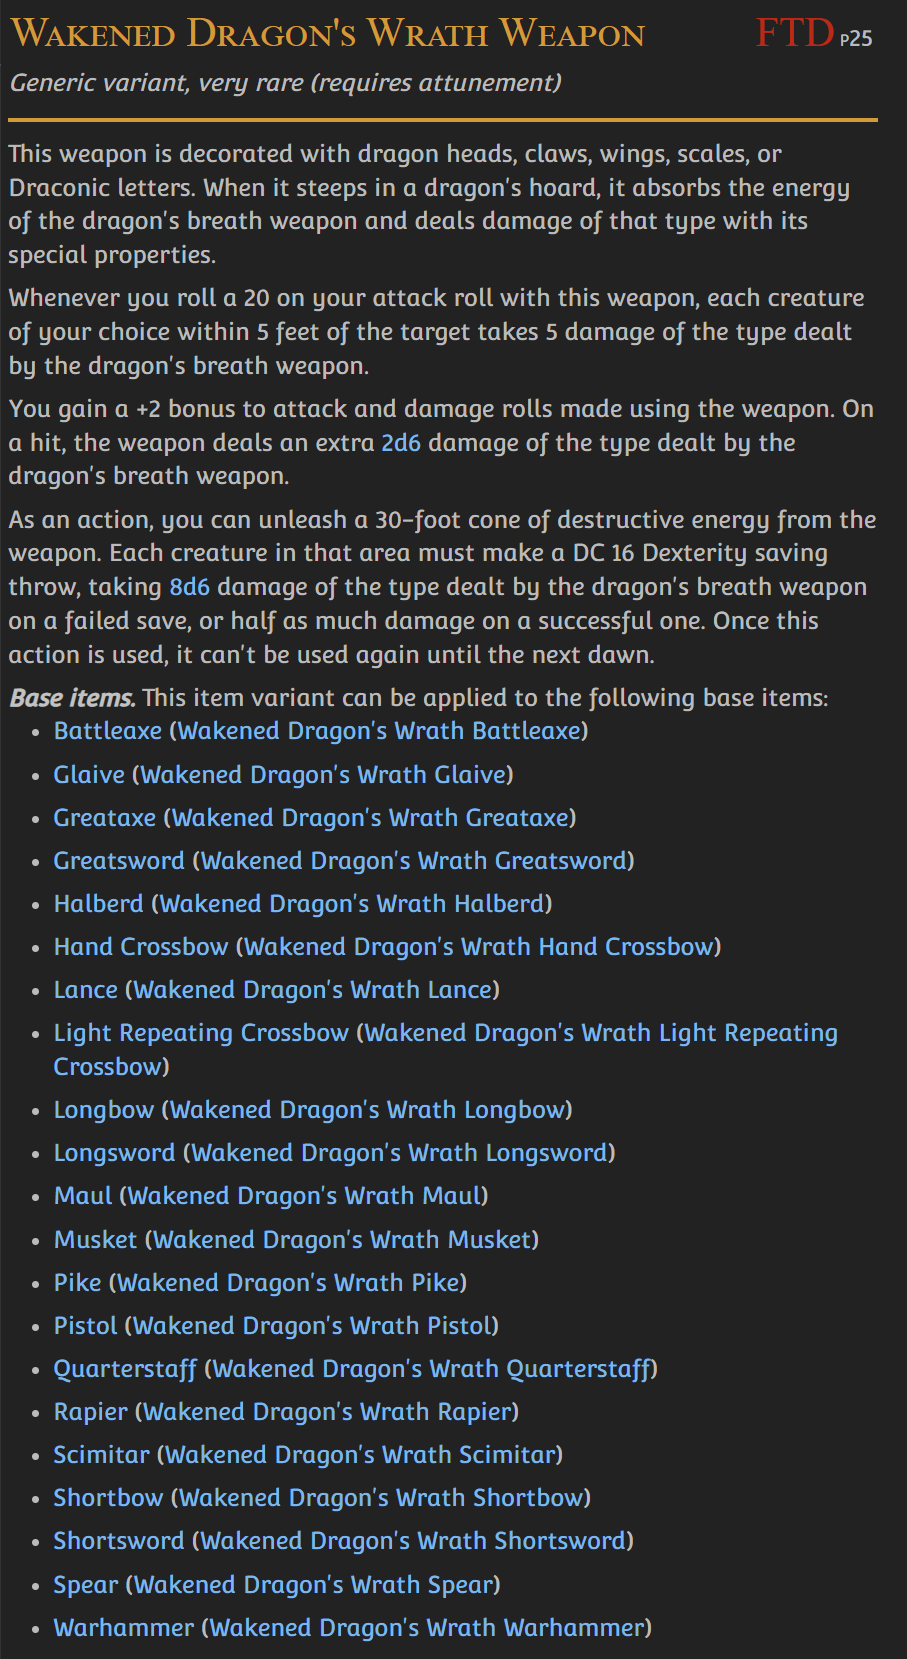 Wakened Dragon's Wrath Weapon FTD P25
Generic variant, very rare (requires attunement)
This weapon is decorated with dragon heads, claws, wings, scales, or
Draconic letters. When it steeps in a dragon's hoard, it absorbs the energy
of the dragon's breath weapon and deals damage of that type with its
special properties.
Whenever you roll a 20 on your attack roll with this weapon, each creature
of your choice within 5 feet of the target takes 5 damage of the type dealt
by the dragon's breath weapon.
You gain a +2 bonus to attack and damage rolls made using the weapon. On
a hit, the weapon deals an extra 2d6 damage of the type dealt by the
dragon's breath weapon.
As an action, you can unleash a 30-foot cone of destructive energy from the
weapon. Each creature in that area must make a DC 16 Dexterity saving
throw, taking 8d6 damage of the type dealt by the dragon's breath weapon
on a failed save, or half as much damage on a successful one. Once this
action is used, it can't be used again until the next dawn.
Base items. This item variant can be applied to the following base items:
• Battleaxe (Wakened Dragon's Wrath Battleaxe)
• Glaive (Wakened Dragon's Wrath Glaive)
• Greataxe (Wakened Dragon's Wrath Greataxe)
• Greatsword (Wakened Dragon's Wrath Greatsword)
• Halberd (Wakened Dragon's Wrath Halberd)
• Hand Crossbow (Wakened Dragon's Wrath Hand Crossbow)
• Lance (Wakened Dragon's Wrath Lance)
• Light Repeating Crossbow (Wakened Dragon's Wrath Light Repeating
Crossbow)
• Longbow (Wakened Dragon's Wrath Longbow)
• Longsword (Wakened Dragon's Wrath Longsword)
• Maul (Wakened Dragon's Wrath Maul)
• Musket (Wakened Dragon's Wrath Musket)
• Pike (Wakened Dragon's Wrath Pike)
• Pistol (Wakened Dragon's Wrath Pistol)
• Quarterstaff (Wakened Dragon's Wrath Quarterstaff)
• Rapier (Wakened Dragon's Wrath Rapier)
• Scimitar (Wakened Dragon's Wrath Scimitar)
• Shortbow (Wakened Dragon's Wrath Shortbow)
• Shortsword (Wakened Dragon's Wrath Shortsword)
• Spear (Wakened Dragon's Wrath Spear)
• Warhammer (Wakened Dragon's Wrath Warhammer)